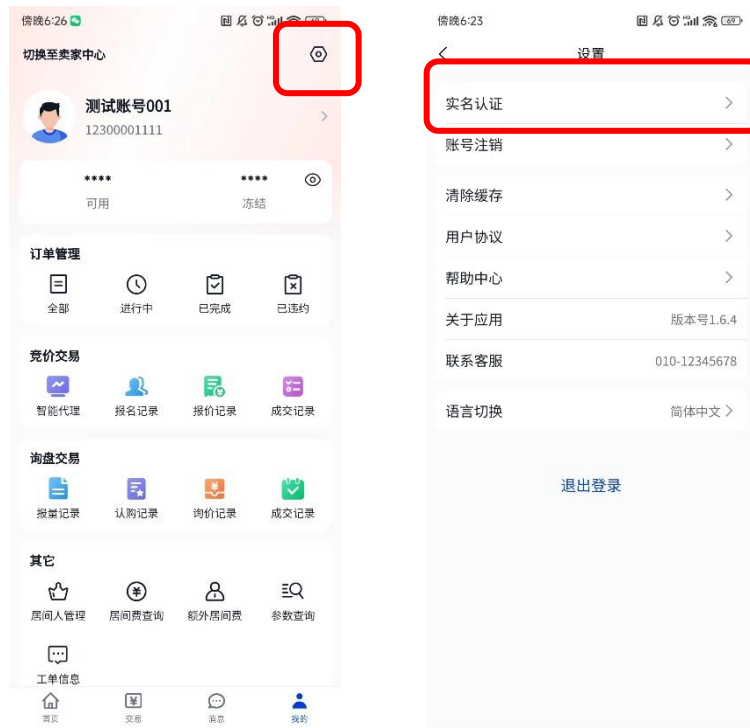 傍晚6:26
69
切换至卖家中心
测试账号001
12300001111
****
****
可用
冻结
订单管理
全部
进行中
已完成
已违约
竞价交易
智能代理
报名记录
报价记录
成交记录
询盘交易
报量记录
认购记录
询价记录
成交记录
其它
居间人管理
居间费查询
额外居间费
参数查询
工单信息
首页
交易
消息
我的
傍晚6:23
69
设置
实名认证
账号注销
清除缓存
用户协议
帮助中心
关于应用
版本号1.6.4
联系客服
010-12345678
语言切换
简体中文
退出登录